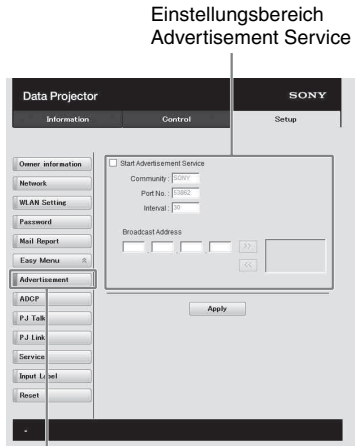 Einstellungsbereich
Advertisement Service
Data Projector
SONY
Information
Control
Setup
Owner information
Network
WLAN Setting
Password
Mail Report
Easy Menu
Advertisement
ADCP
PJ Talk
PJ Link
Service
Input Label
Reset
Start Advertisement Service
Community: SONY
Port No.: 53862
Interval: 30
Broadcast Address
. . .
>>
<<
Apply
-